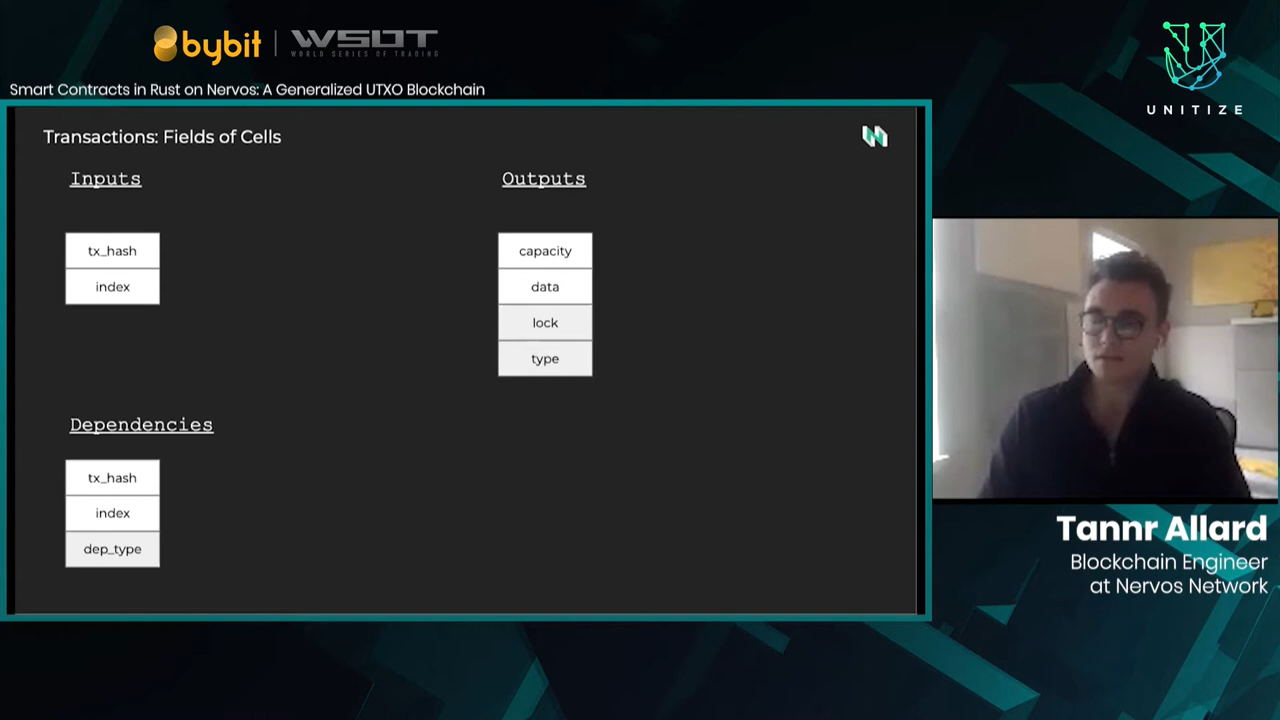 bybit | WSOT
WORLD SERIES OF TRADING
Smart Contracts in Rust on Nervos: A Generalized UTXO Blockchain
UNITIZE
Transactions: Fields of Cells
Inputs
tx_hash
index
Outputs
capacity
data
lock
type
Dependencies
tx_hash
index
dep_type
Tannr Allard
Blockchain Engineer
at Nervos Network